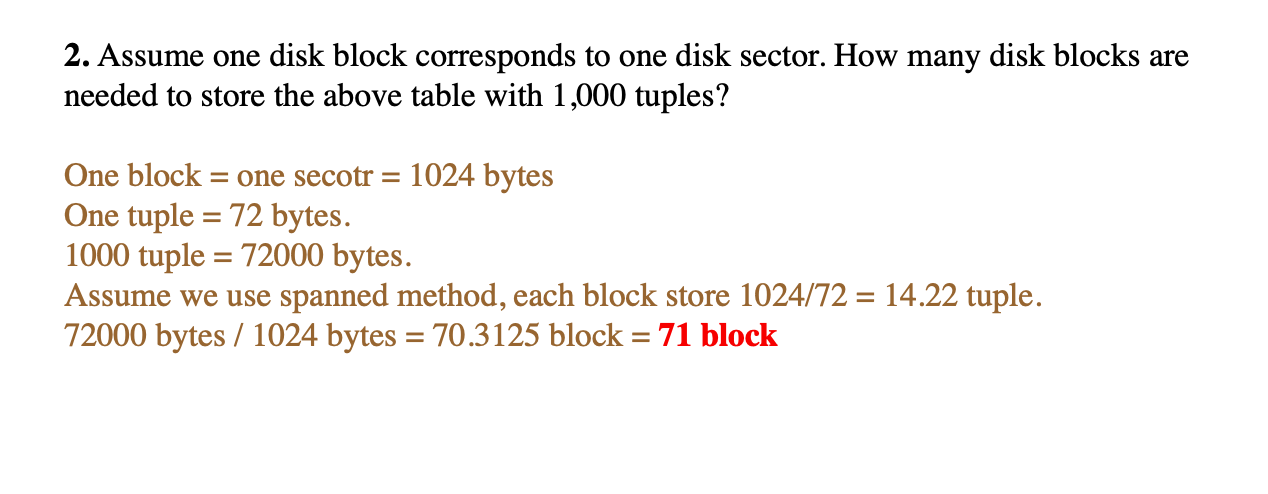 2. Assume one disk block corresponds to one disk sector. How many disk blocks are
needed to store the above table with 1,000 tuples?
One block = one secotr = 1024 bytes
One tuple = 72 bytes.
1000 tuple = 72000 bytes.
Assume we use spanned method, each block store 1024/72 = 14.22 tuple.
72000 bytes / 1024 bytes = 70.3125 block = 71 block